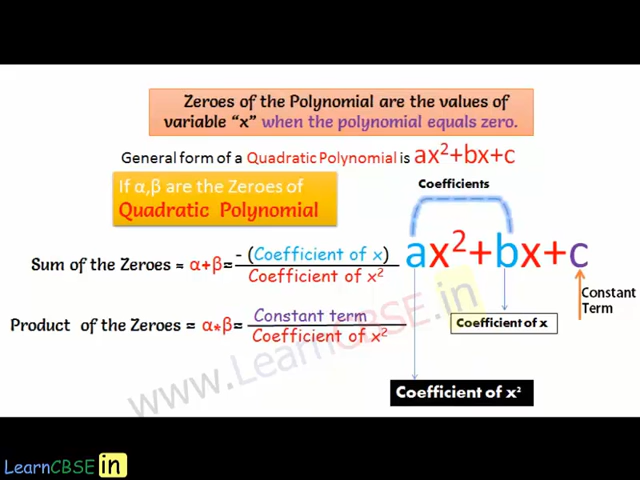 Zeroes of the Polynomial are the values of
variable “x” when the polynomial equals zero.
General form of a Quadratic Polynomial is ax²+bx+c
If α,β are the Zeroes of
Quadratic Polynomial
Coefficients
ax²+bx+c
Sum of the Zeroes = α+β= - (Coefficient of x)
Coefficient of x²
Constant
Term
Product of the Zeroes = α*β= Constant term
Coefficient of x²
Coefficient of x
Coefficient of x²
www.LearnCBSE.in
LearnCBSE in